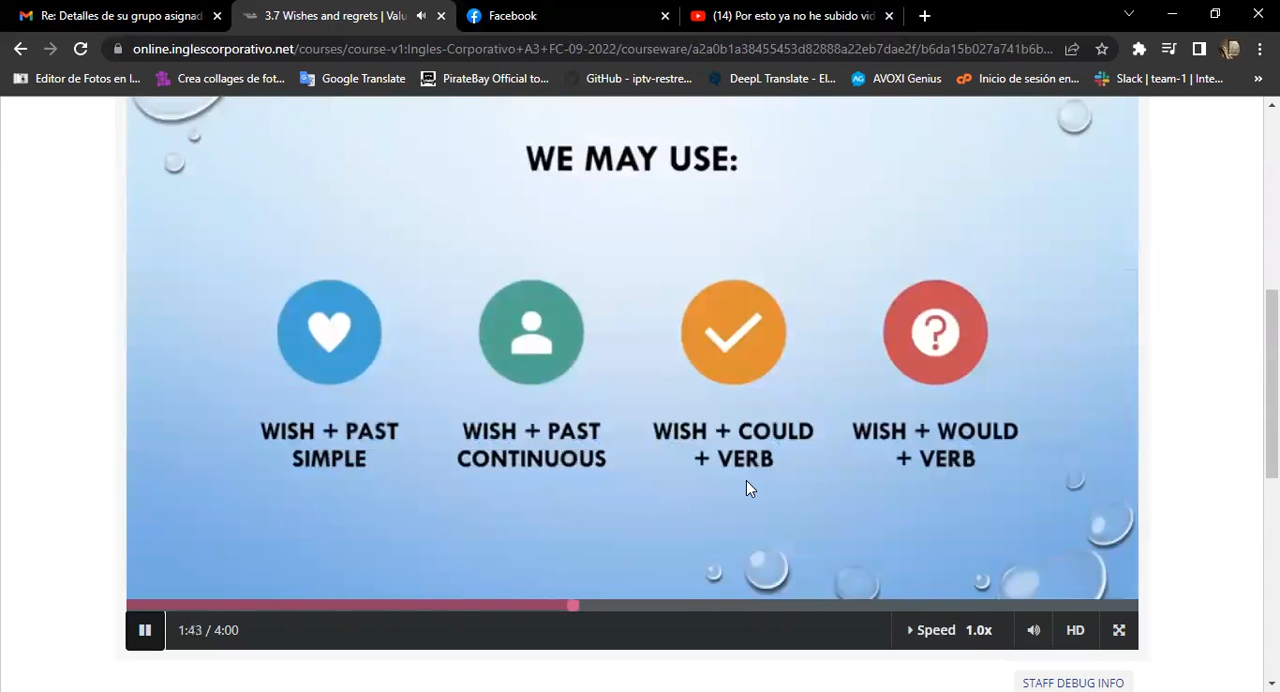 Re: Detalles de su grupo asignad
3.7 Wishes and regrets | Valu
Facebook
(14) Por esto ya no he subido vid
online.inglescorporativo.net/courses/course-v1:Ingles-Corporativo+A3+FC-09-2022/courseware/a2a0b1a38455453d82888a22eb7dae2f/b6da15b027a741b6b...
Editor de Fotos en l...
Crea collages de fot...
Google Translate
PirateBay Official to...
GitHub - iptv-restre...
DeepL Translate - El...
AVOXI Genius
Inicio de sesión en...
Slack | team-1 | Inte...
WE MAY USE:
WISH + PAST
SIMPLE
WISH + PAST
CONTINUOUS
WISH + COULD
+ VERB
WISH + WOULD
+ VERB
1:43 / 4:00
Speed 1.0x
HD
STAFF DEBUG INFO